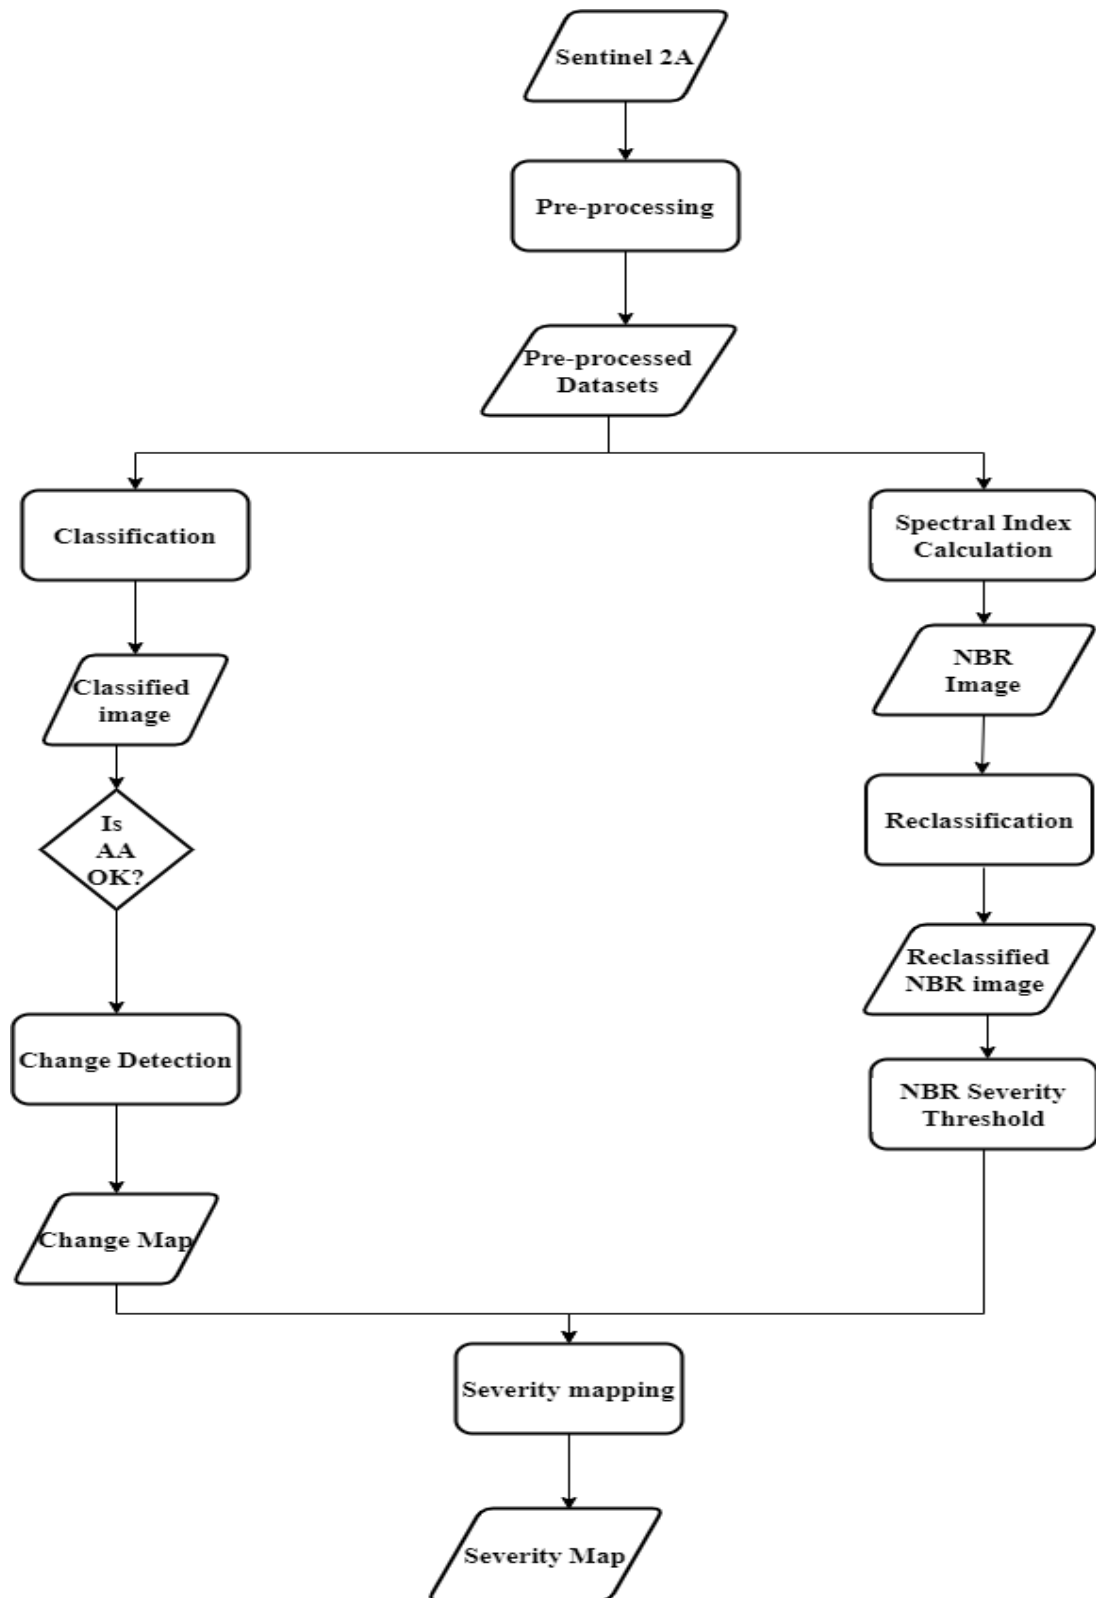 Sentinel 2A
Pre-processing
Pre-processed
Datasets
Classification
Classified
image
Is
AA
OK?
Change Detection
Change Map
Spectral Index
Calculation
NBR
Image
Reclassification
Reclassified
NBR image
NBR Severity
Threshold
Severity mapping
Severity Map